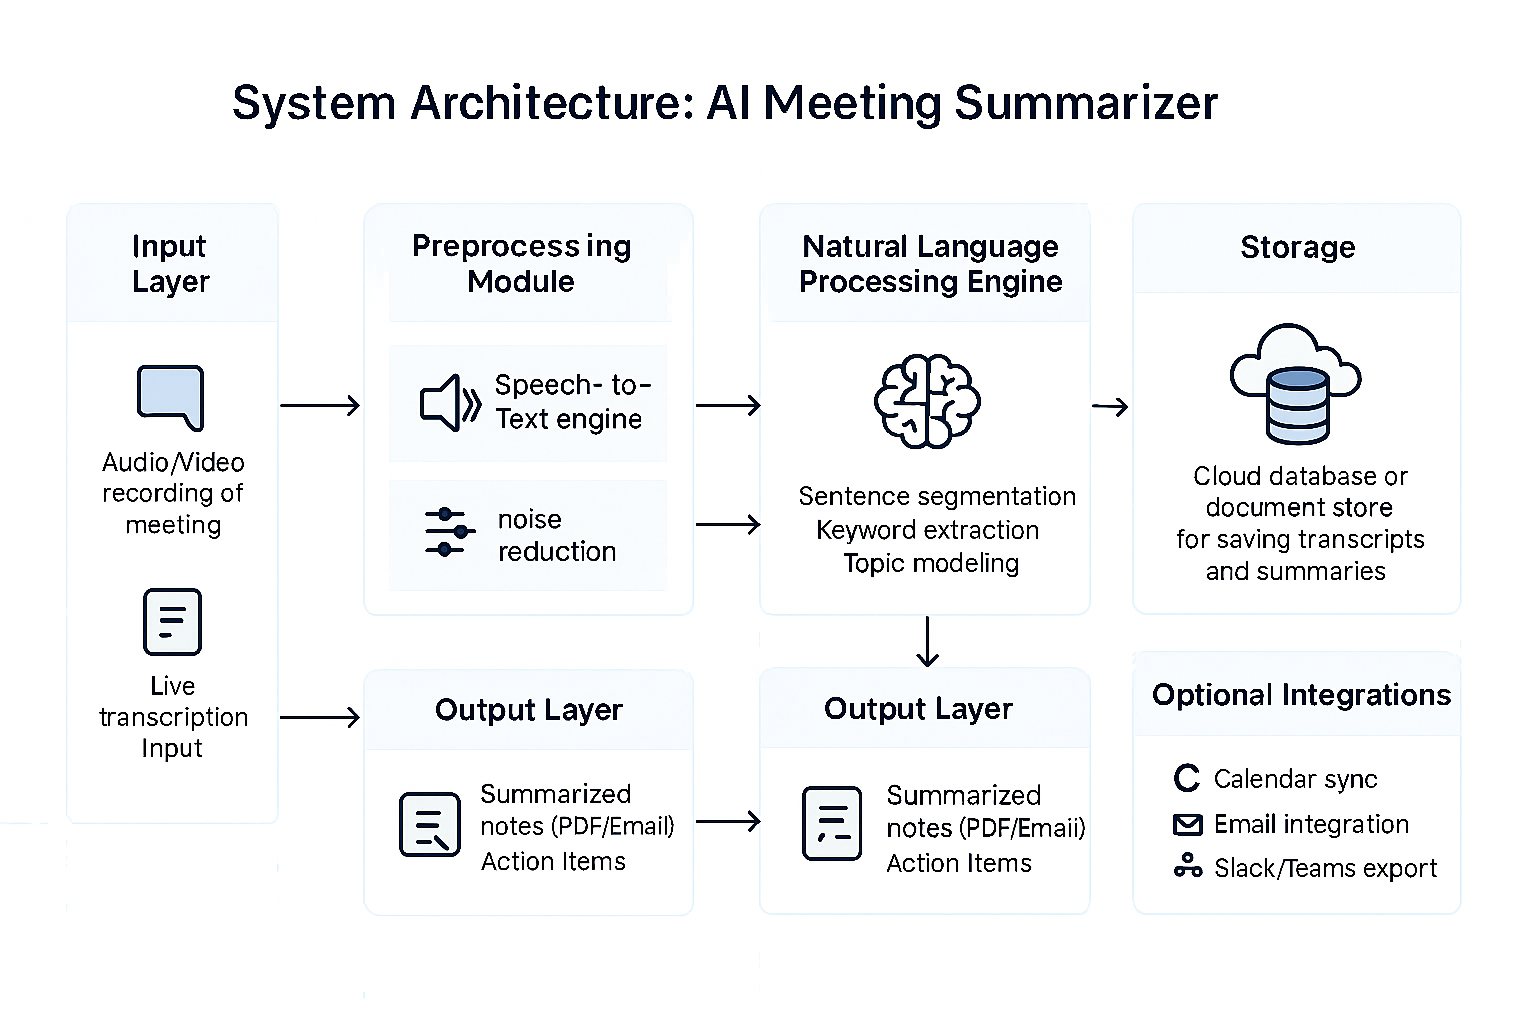 System Architecture: AI Meeting Summarizer
Input
Layer
Audio/Video
recording of
meeting
Live
transcription
Input
Preprocess ing
Module
Speech- to-
Text engine
noise
reduction
Natural Language
Processing Engine
Sentence segmentation
Keyword extraction
Topic modeling
Storage
Cloud database or
document store
for saving transcripts
and summaries
Output Layer
Summarized
notes (PDF/Email)
Action Items
Output Layer
Summarized
notes (PDF/Emaii)
Action Items
Optional Integrations
Calendar sync
Email integration
Slack/Teams export